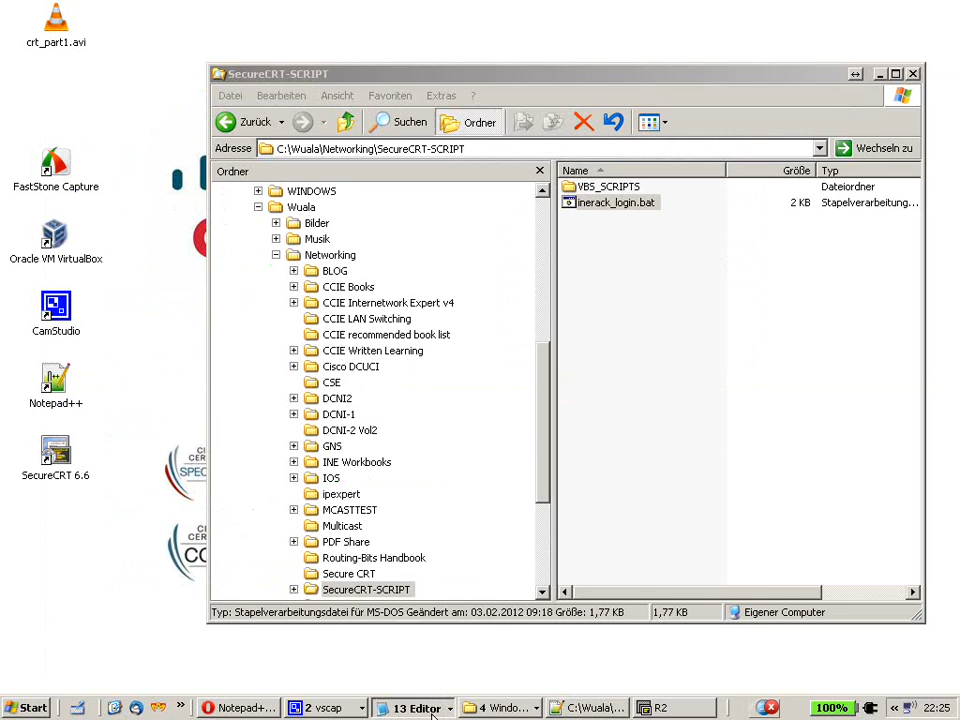 crt_part1.avi
FastStone Capture
Oracle VM VirtualBox
CamStudio
Notepad++
SecureCRT 6.6
SecureCRT-SCRIPT
Datei Bearbeiten Ansicht Favoriten Extras ?
Zurück Suchen Ordner
Adresse C:\Wuala\Networking\SecureCRT-SCRIPT Wechseln zu
Ordner
WINDOWS
Wuala
Bilder
Musik
Networking
BLOG
CCIE Books
CCIE Internetwork Expert v4
CCIE LAN Switching
CCIE recommended book list
CCIE Written Learning
Cisco DCUCI
CSE
DCNI2
DCNI-1
DCNI-2 Vol2
GNS
INE Workbooks
IOS
ipexpert
MCASTTEST
Multicast
PDF Share
Routing-Bits Handbook
Secure CRT
SecureCRT-SCRIPT
Name Größe Typ
VBS_SCRIPTS Dateiordner
inerack_login.bat 2 KB Stapelverarbeitung...
Typ: Stapelverarbeitungsdatei für MS-DOS Geändert am: 03.02.2012 09:18 Größe: 1,77 KB 1,77 KB Eigener Computer
SPEC
CC
Start Notepad+... 2 vscap 13 Editor 4 Windo... C:\Wuala\... R2 100% 22:25